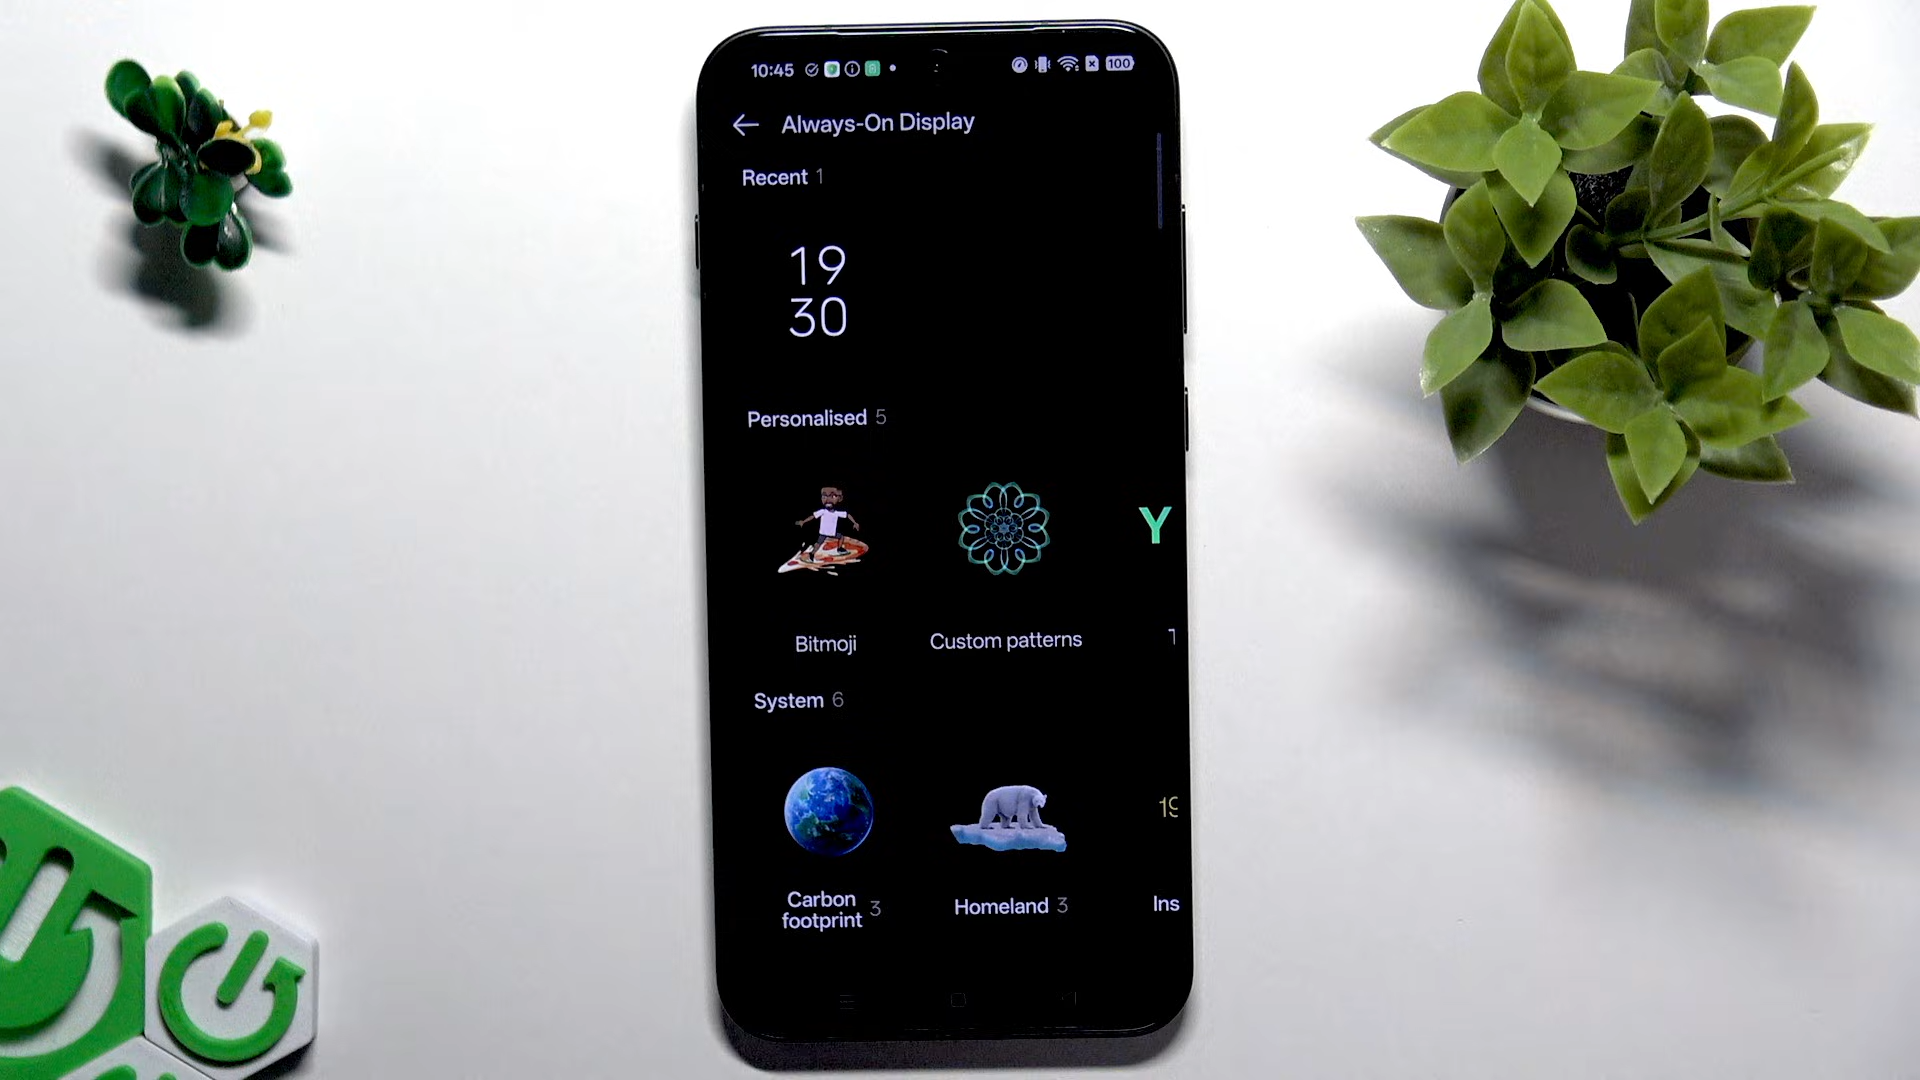 10:45 100
Always-On Display
Recent 1
19
30
Personalised 5
Y
Bitmoji Custom patterns
System 6
19
Carbon footprint 3
Homeland 3
Ins